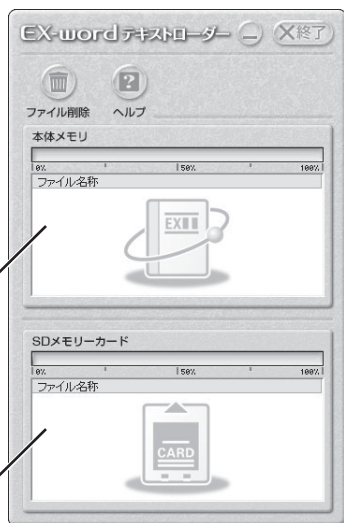 EX-word テキストローダー ×終了
?
ファイル削除 ヘルプ
本体メモリ
0% 50% 100%
ファイル名称
EX
SDメモリーカード
0% 50% 100%
ファイル名称
CARD